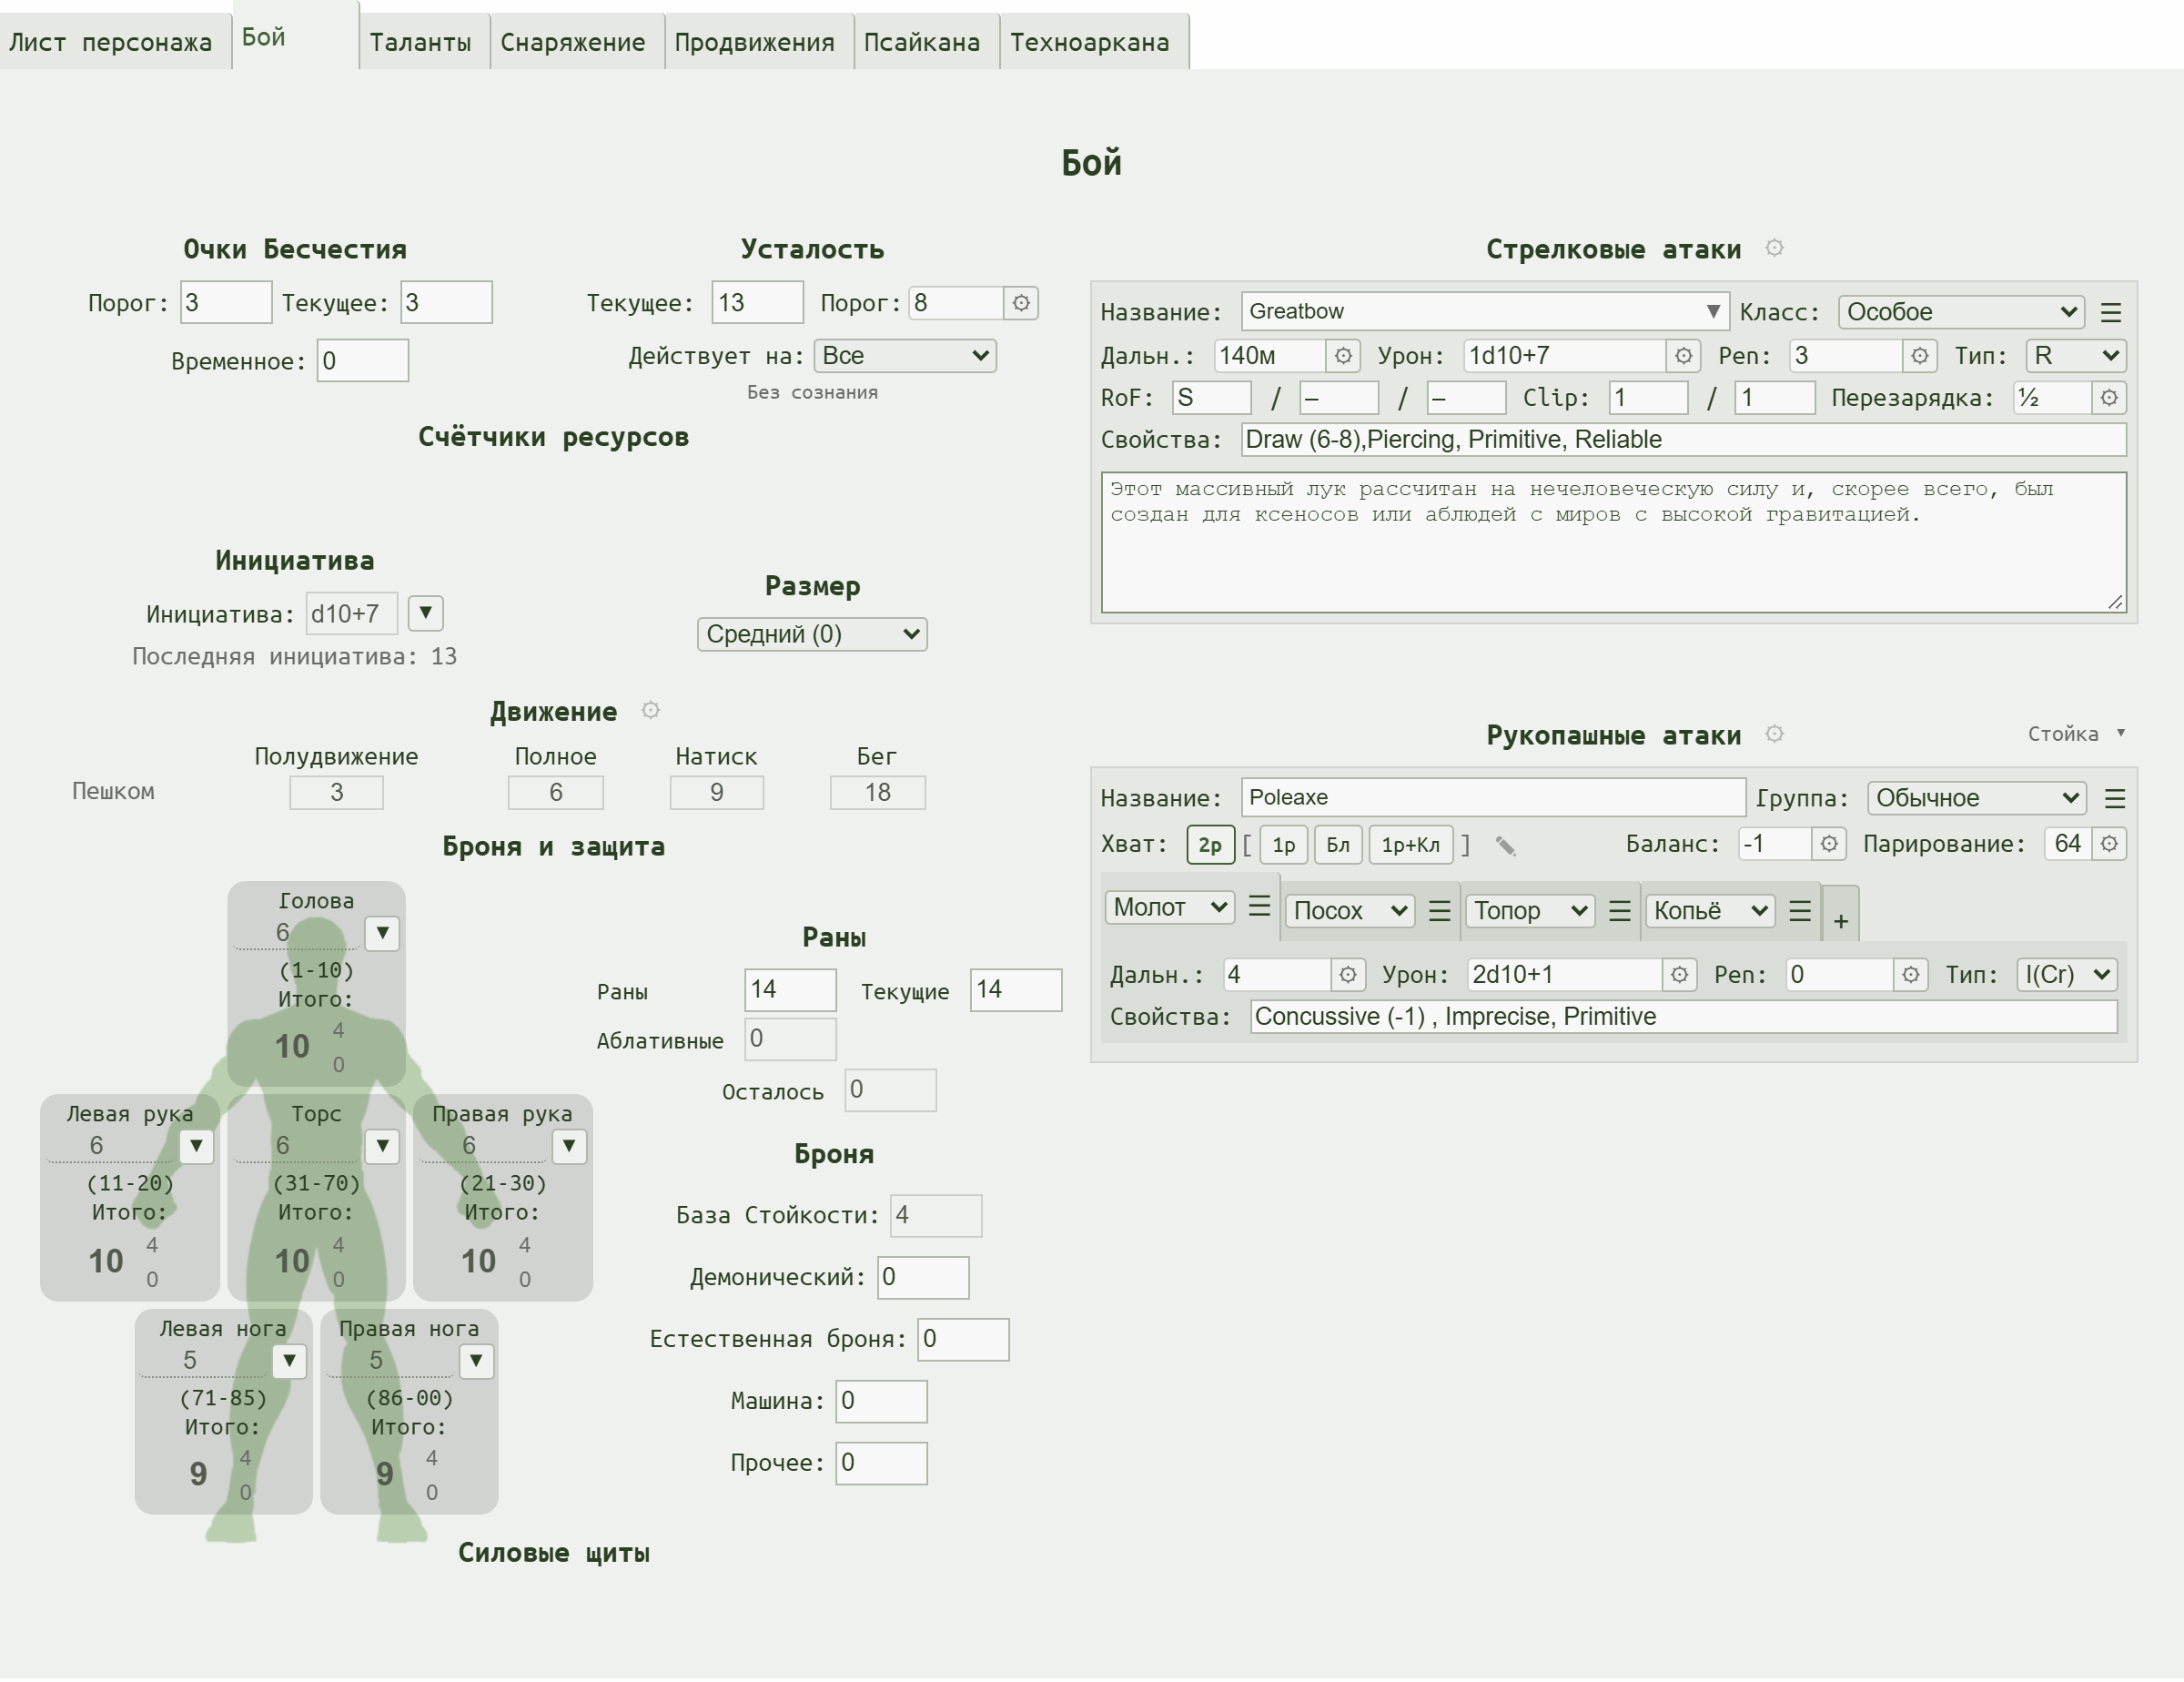 Лист персонажа Бой Таланты Снаряжение Продвижения Псайкана Техноаркана
Бой
Очки Бесчестия
Порог: 3 Текущее: 3
Временное: 0
Усталость
Текущее: 13 Порог: 8
Действует на: Все
Без сознания
Счётчики ресурсов
Инициатива
Инициатива: d10+7 ▼
Последняя инициатива: 13
Размер
Средний (0)
Движение
Полудвижение Полное Натиск Бег
Пешком 3 6 9 18
Броня и защита
Голова
6 ▼
(1-10)
Итого:
10 4
0
Левая рука
6 ▼
(11-20)
Итого:
10 4
0
Торс
6 ▼
(31-70)
Итого:
10 4
0
Правая рука
6 ▼
(21-30)
Итого:
10 4
0
Левая нога
5 ▼
(71-85)
Итого:
9 4
0
Правая нога
5 ▼
(86-00)
Итого:
9 4
0
Раны
Раны 14 Текущие 14
Аблативные 0
Осталось 0
Броня
База Стойкости: 4
Демонический: 0
Естественная броня: 0
Машина: 0
Прочее: 0
Силовые щиты
Стрелковые атаки
Название: Greatbow ▼ Класс: Особое ☰
Дальн.: 140м Урон: 1d10+7 Pen: 3 Тип: R
RoF: S / – / – Clip: 1 / 1 Перезарядка: ½
Свойства: Draw (6-8),Piercing, Primitive, Reliable
Этот массивный лук рассчитан на нечеловеческую силу и, скорее всего, был
создан для ксеносов или аблюдей с миров с высокой гравитацией.
Рукопашные атаки Стойка ▼
Название: Poleaxe Группа: Обычное ☰
Хват: 2р [ 1р Бл 1р+Кл ] Баланс: -1 Парирование: 64
Молот ☰ Посох ☰ Топор ☰ Копьё ☰ +
Дальн.: 4 Урон: 2d10+1 Pen: 0 Тип: I(Cr)
Свойства: Concussive (-1) , Imprecise, Primitive